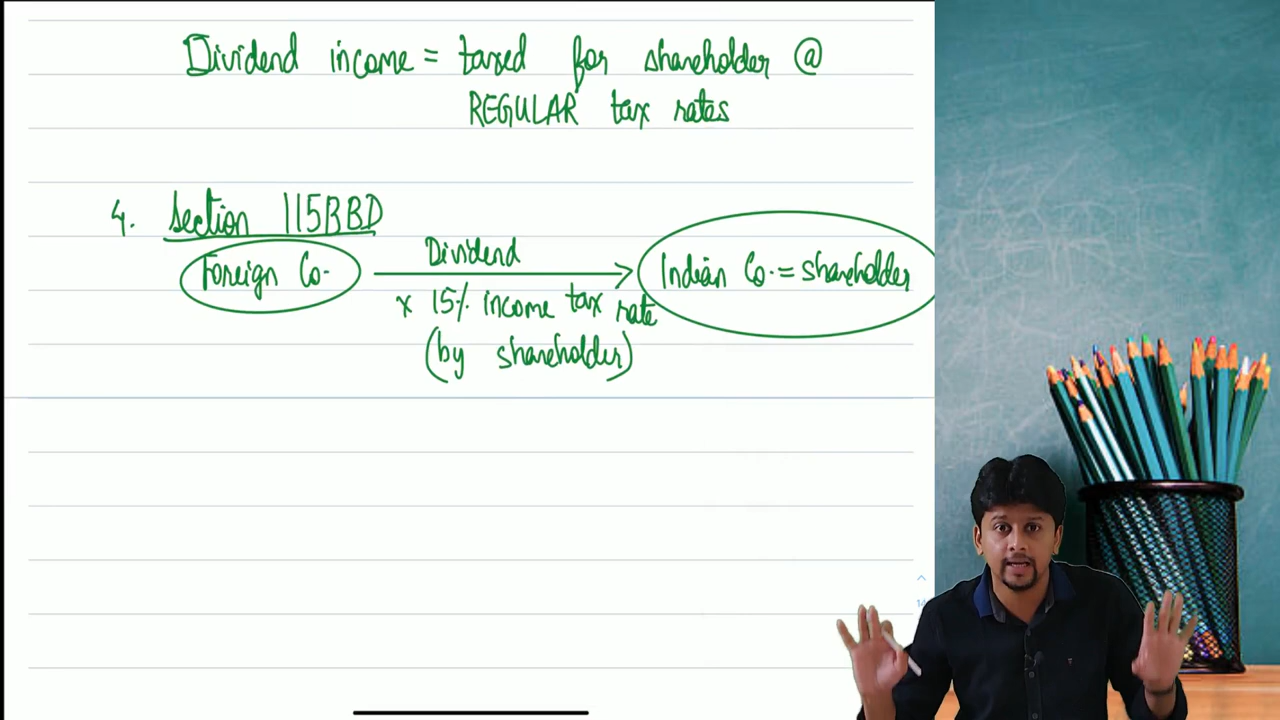 Dividend income = taxed for shareholder @
REGULAR tax rates
4. Section 115BBD
Foreign Co. Dividend Indian Co. = shareholder
x 15% income tax rate
(by shareholder)